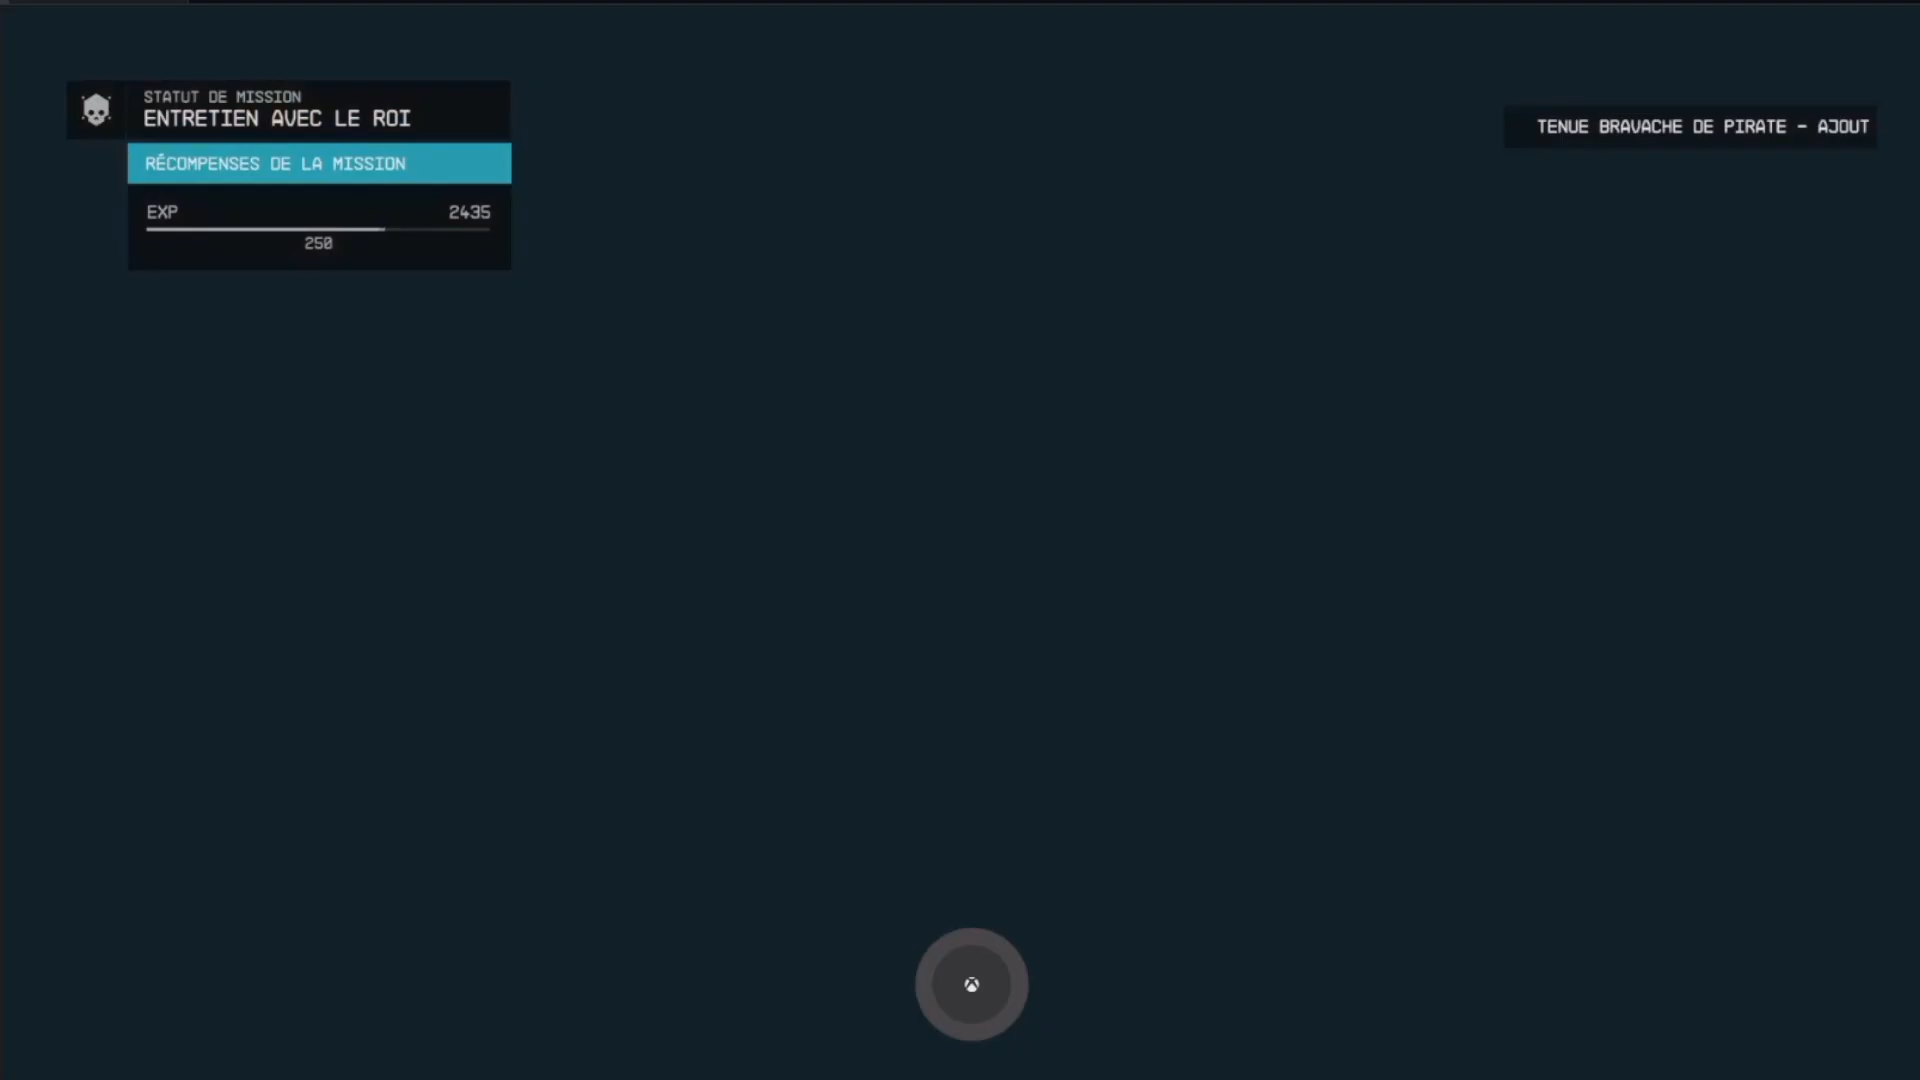 STATUT DE MISSION
ENTRETIEN AVEC LE ROI
RÉCOMPENSES DE LA MISSION
EXP 2435
250
TENUE BRAVACHE DE PIRATE - AJOUT